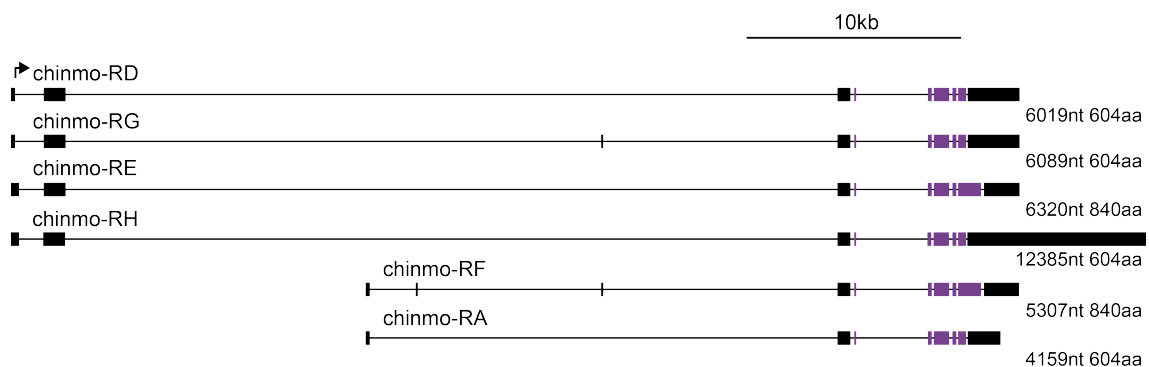 10kb
chinmo-RD
6019nt 604aa
chinmo-RG
6089nt 604aa
chinmo-RE
6320nt 840aa
chinmo-RH
12385nt 604aa
chinmo-RF
5307nt 840aa
chinmo-RA
4159nt 604aa